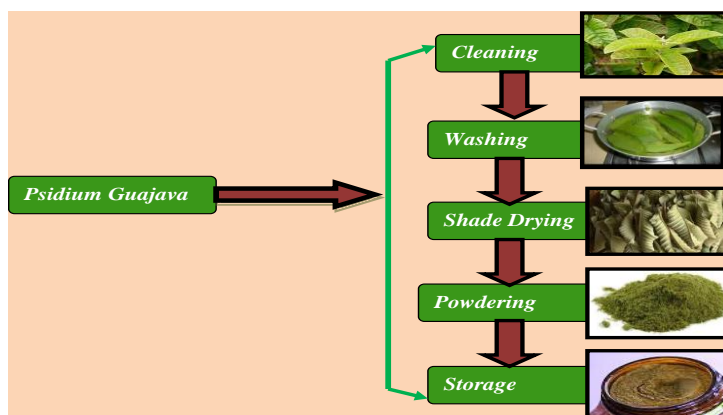 Psidium Guajava
Cleaning
Washing
Shade Drying
Powdering
Storage